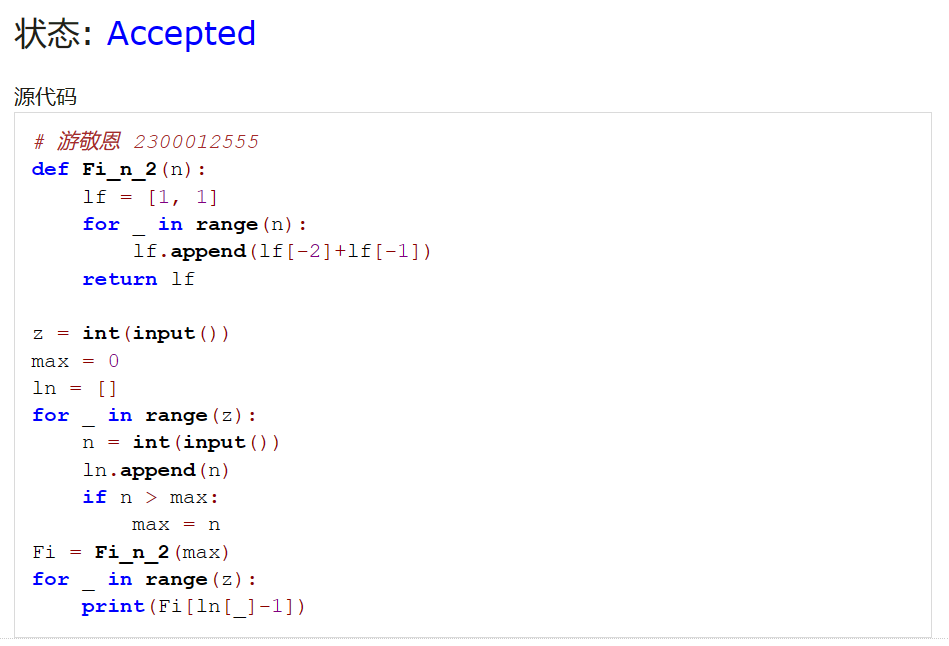 状态: Accepted
源代码
# 游敬恩 2300012555
def Fi_n_2(n):
    lf = [1, 1]
    for _ in range(n):
        lf.append(lf[-2]+lf[-1])
    return lf
z = int(input())
max = 0
ln = []
for _ in range(z):
    n = int(input())
    ln.append(n)
    if n > max:
        max = n
Fi = Fi_n_2(max)
for _ in range(z):
    print(Fi[ln[_]-1])